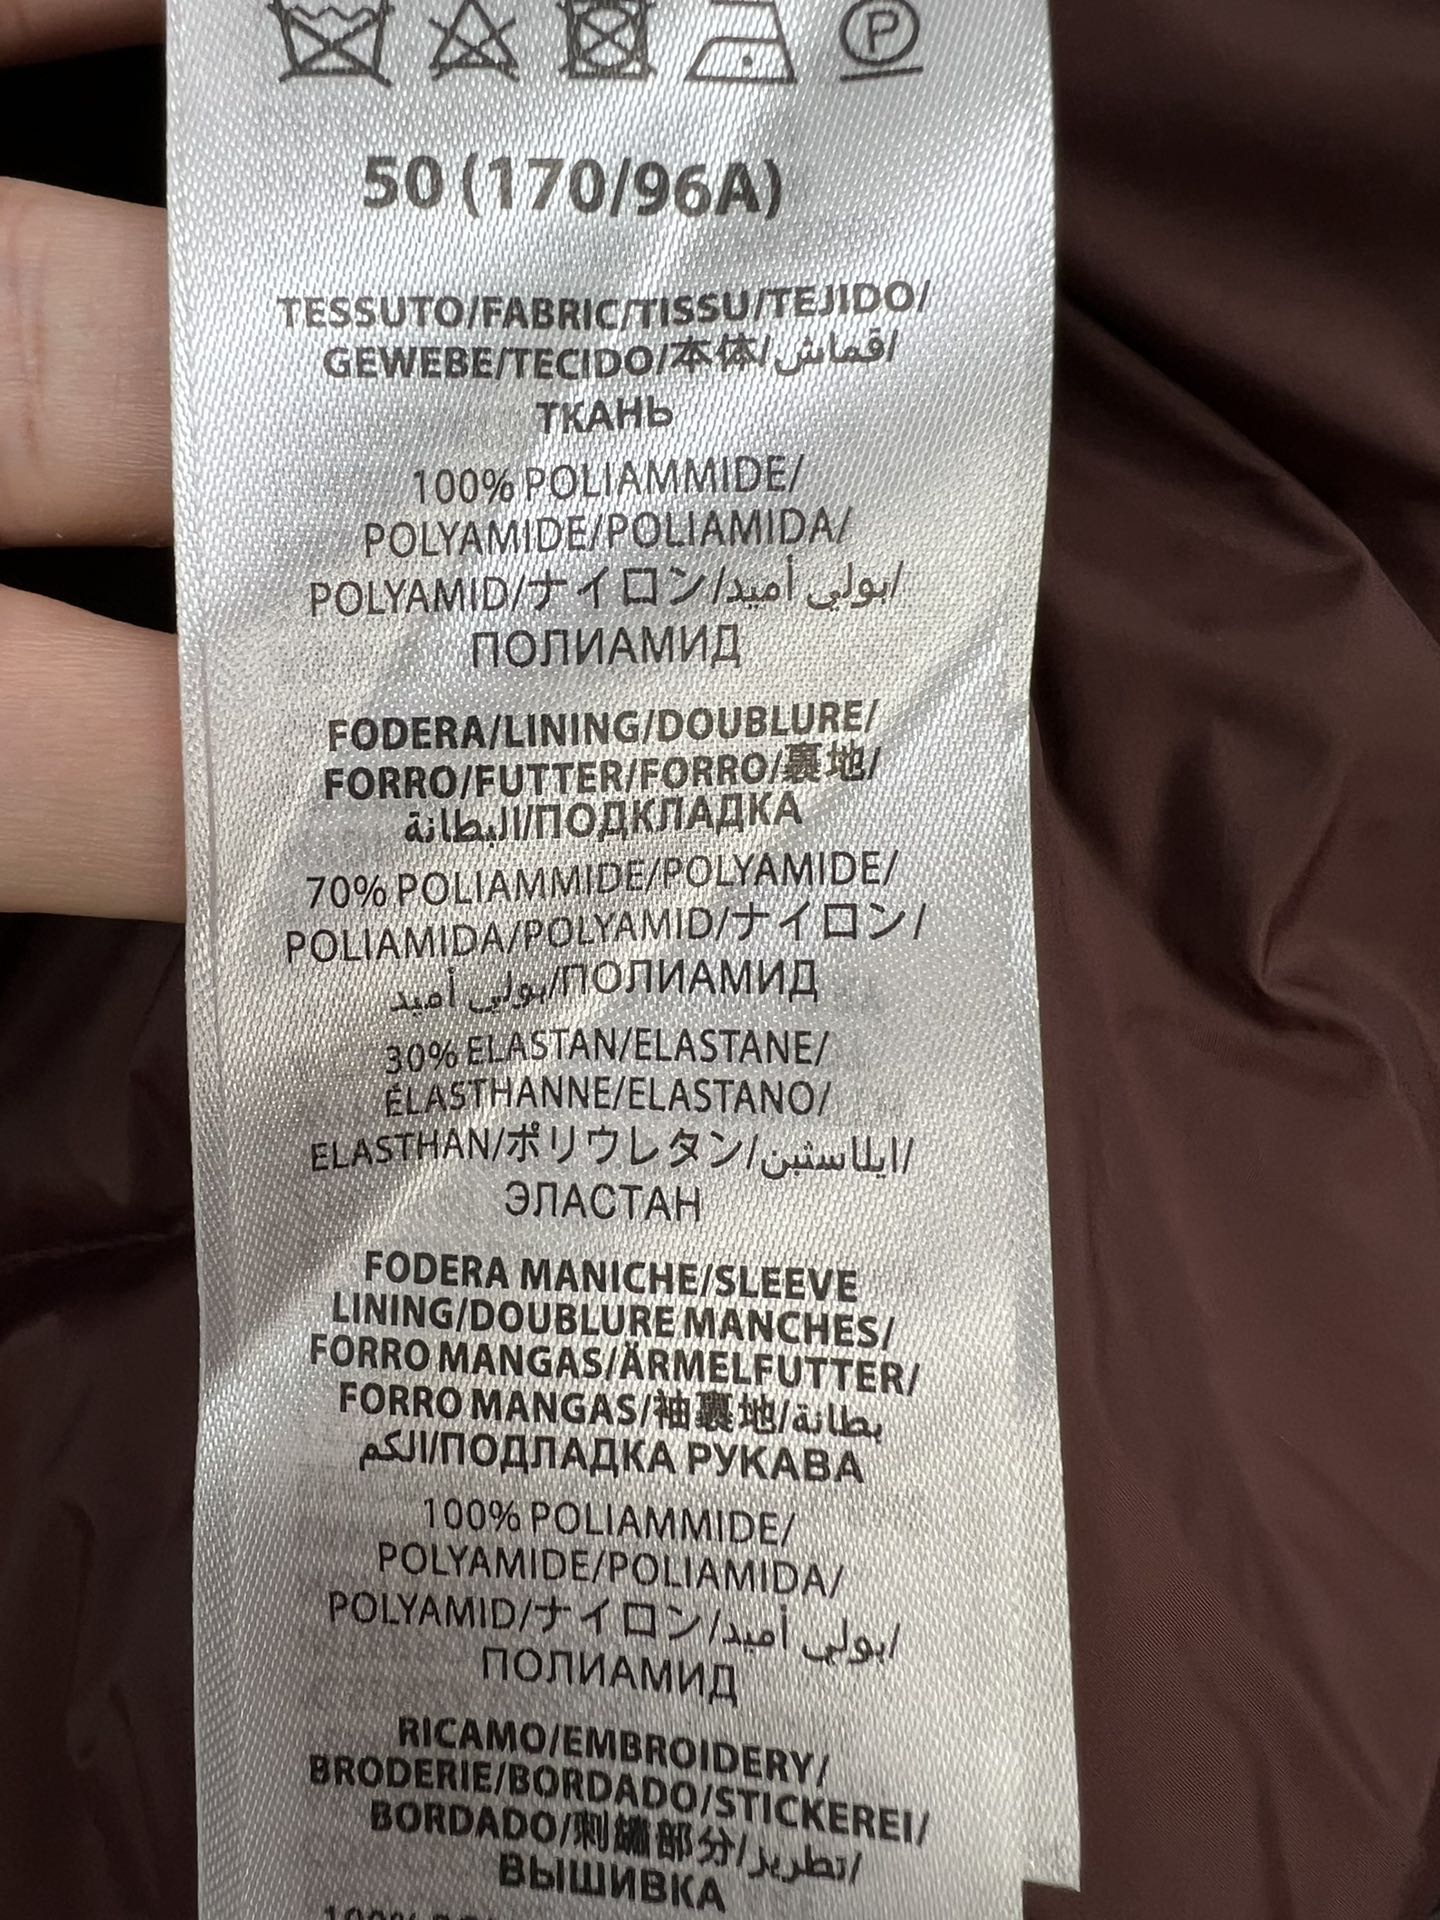 P
50 (170/96A)
TESSUTO/FABRIC/TISSU/TEJIDO/
GEWEBE/TECIDO/本体/قماش/
ТКАНЬ
100% POLIAMMIDE/
POLYAMIDE/POLIAMIDA/
POLYAMID/ナイロン/بولي أميد/
ПОЛИАМИД
FODERA/LINING/DOUBLURE/
FORRO/FUTTER/FORRO/裏地/
البطانة/ПОДКЛАДКА
70% POLIAMMIDE/POLYAMIDE/
POLIAMIDA/POLYAMID/ナイロン/
بولي أميد/ПОЛИАМИД
30% ELASTAN/ELASTANE/
ÉLASTHANNE/ELASTANO/
ELASTHAN/ポリウレタン/ايلاستين/
ЭЛАСТАН
FODERA MANICHE/SLEEVE
LINING/DOUBLURE MANCHES/
FORRO MANGAS/ÄRMELFUTTER/
FORRO MANGAS/袖裏地/بطانة
الكم/ПОДЛАДКА РУКАВА
100% POLIAMMIDE/
POLYAMIDE/POLIAMIDA/
POLYAMID/ナイロン/بولي أميد/
ПОЛИАМИД
RICAMO/EMBROIDERY/
BRODERIE/BORDADO/STICKEREI/
BORDADO/刺繍部分/تطريز/
ВЫШИВКА
100%